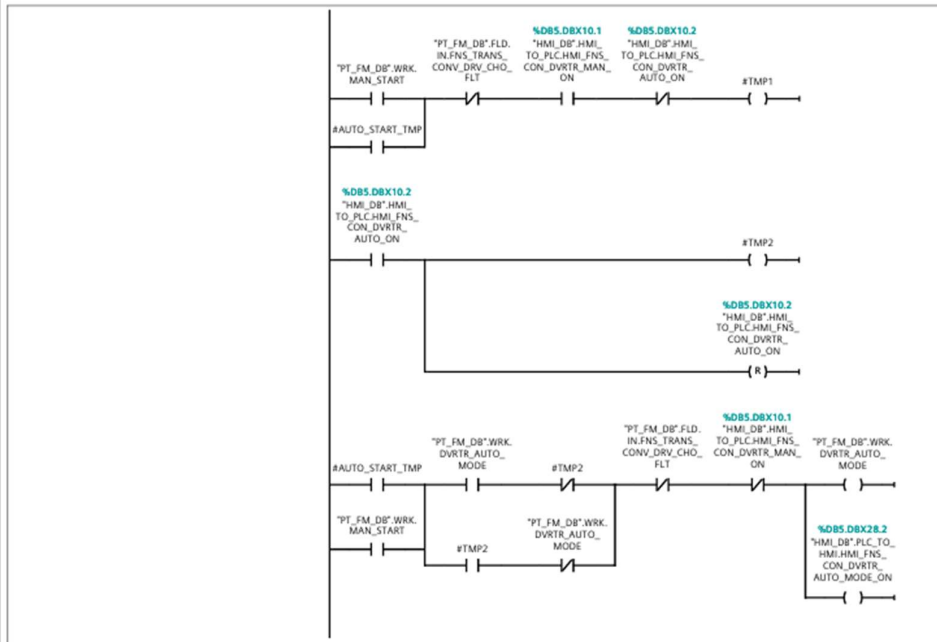 %DB5.DBX10.1
%DB5.DBX10.2
"PT_FM_DB".FLD.
IN.FNS_TRANS_
CONV_DRV_CHO_
FLT
"HMI_DB".HMI_
TO_PLC.HMI_FNS_
CON_DVRTR_MAN_
ON
"HMI_DB".HMI_
TO_PLC.HMI_FNS_
CON_DVRTR_
AUTO_ON
"PT_FM_DB".WRK.
MAN_START
#TMP1
#AUTO_START_TMP
%DB5.DBX10.2
"HMI_DB".HMI_
TO_PLC.HMI_FNS_
CON_DVRTR_
AUTO_ON
#TMP2
%DB5.DBX10.2
"HMI_DB".HMI_
TO_PLC.HMI_FNS_
CON_DVRTR_
AUTO_ON
R
%DB5.DBX10.1
"PT_FM_DB".WRK.
DVRTR_AUTO_
MODE
"PT_FM_DB".FLD.
IN.FNS_TRANS_
CONV_DRV_CHO_
FLT
"HMI_DB".HMI_
TO_PLC.HMI_FNS_
CON_DVRTR_MAN_
ON
"PT_FM_DB".WRK.
DVRTR_AUTO_
MODE
#AUTO_START_TMP
#TMP2
"PT_FM_DB".WRK.
MAN_START
"PT_FM_DB".WRK.
DVRTR_AUTO_
MODE
#TMP2
%DB5.DBX28.2
"HMI_DB".PLC_TO_
HMI.HMI_FNS_
CON_DVRTR_
AUTO_MODE_ON